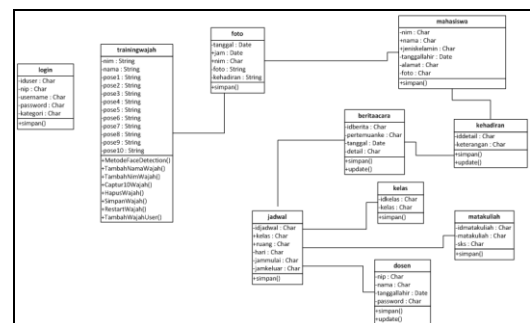 login
-iduser : Char
-nip : Char
-username : Char
-password : Char
-kategori : Char
+simpan()
trainingwajah
-nim : String
-nama : String
-pose1 : String
-pose2 : String
-pose3 : String
-pose4 : String
-pose5 : String
-pose6 : String
-pose7 : String
-pose8 : String
-pose9 : String
-pose10 : String
+MetodeFaceDetection()
+TambahNamaWajah()
+TambahNimWajah()
+Captur10Wajah()
+HapusWajah()
+SimpanWajah()
+RestartWajah()
+TambahWajahUser()
foto
-tanggal : Date
+jam : Date
+nim : Char
-foto : String
-kehadiran : String
+simpan()
mahasiswa
-nim : Char
+nama : Char
+jeniskelamin : Char
-tanggallahir : Date
-alamat : Char
-foto : Char
+simpan()
beritaacara
-idberita : Char
-pertemuanke : Char
-tanggal : Date
-detail : Char
+simpan()
+update()
kehadiran
-iddetail : Char
-keterangan : Char
+simpan()
+update()
jadwal
-idjadwal : Char
+kelas : Char
+ruang : Char
-hari : Char
-jammulai : Char
-jamkeluar : Char
+simpan()
kelas
-idkelas : Char
-kelas : Char
+simpan()
matakuliah
-idmatakuliah : Char
-matakuliah : Char
-sks : Char
+simpan()
dosen
-nip : Char
-nama : Char
-tanggallahir : Date
-password : Char
+simpan()
+update()